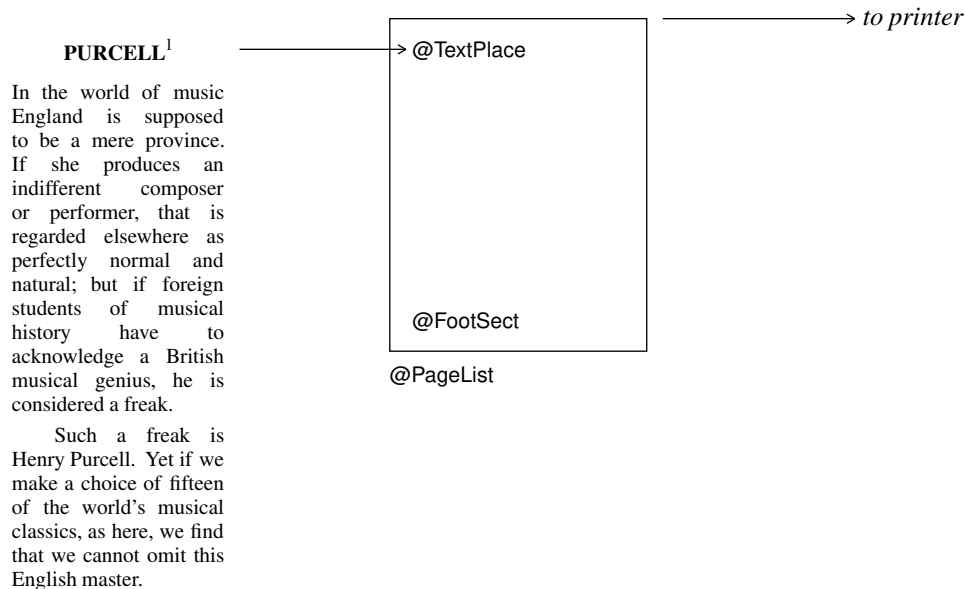 to printer
PURCELL1
@TextPlace
In the world of music
England is supposed
to be a mere province.
If she produces an
indifferent composer
or performer, that is
regarded elsewhere as
perfectly normal and
natural; but if foreign
students of musical
history have to
acknowledge a British
musical genius, he is
considered a freak.
Such a freak is
Henry Purcell. Yet if we
make a choice of fifteen
of the world's musical
classics, as here, we find
that we cannot omit this
English master.
@FootSect
@PageList